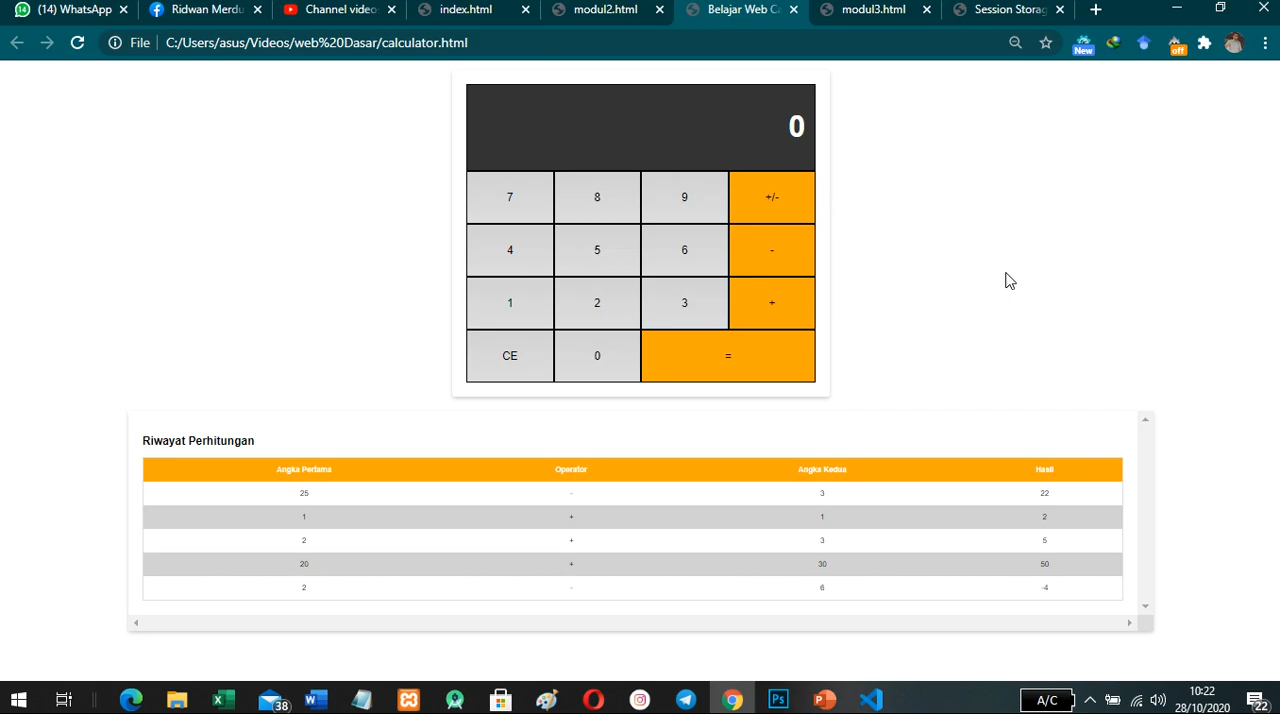 (14) WhatsApp
Ridwan Merdu
Channel video
index.html
modul2.html
Belajar Web Ca
modul3.html
Session Storag
File
C:/Users/asus/Videos/web%20Dasar/calculator.html
New
off
0
7 8 9 +/-
4 5 6 -
1 2 3 +
CE 0 =
Riwayat Perhitungan
Angka Pertama Operator Angka Kedua Hasil
25 - 3 22
1 + 1 2
2 + 3 5
20 + 30 50
2 - 6 -4
38
A/C
10:22
28/10/2020
22